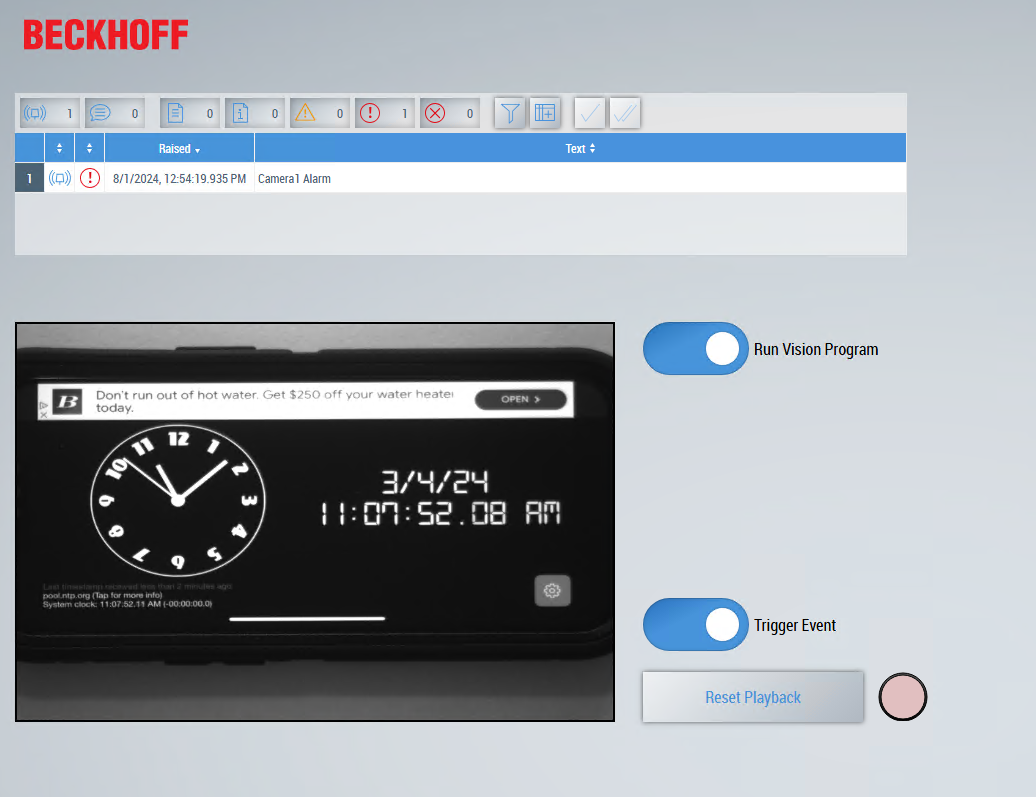 BECKHOFF
1 0 0 0 0 1 0
Raised Text
1 8/1/2024, 12:54:19.935 PM Camera1 Alarm
Run Vision Program
B Don't run out of hot water. Get $250 off your water heater OPEN >
today.
12
11 1
10 2
9 3
8 4
7 5
6
3/4/24
11:07:52.08 AM
Last timestamp received less than 2 minutes ago
pool.ntp.org (Tap for more info)
System clock: 11:07:52.11 AM (-00:00:00.0)
Trigger Event
Reset Playback